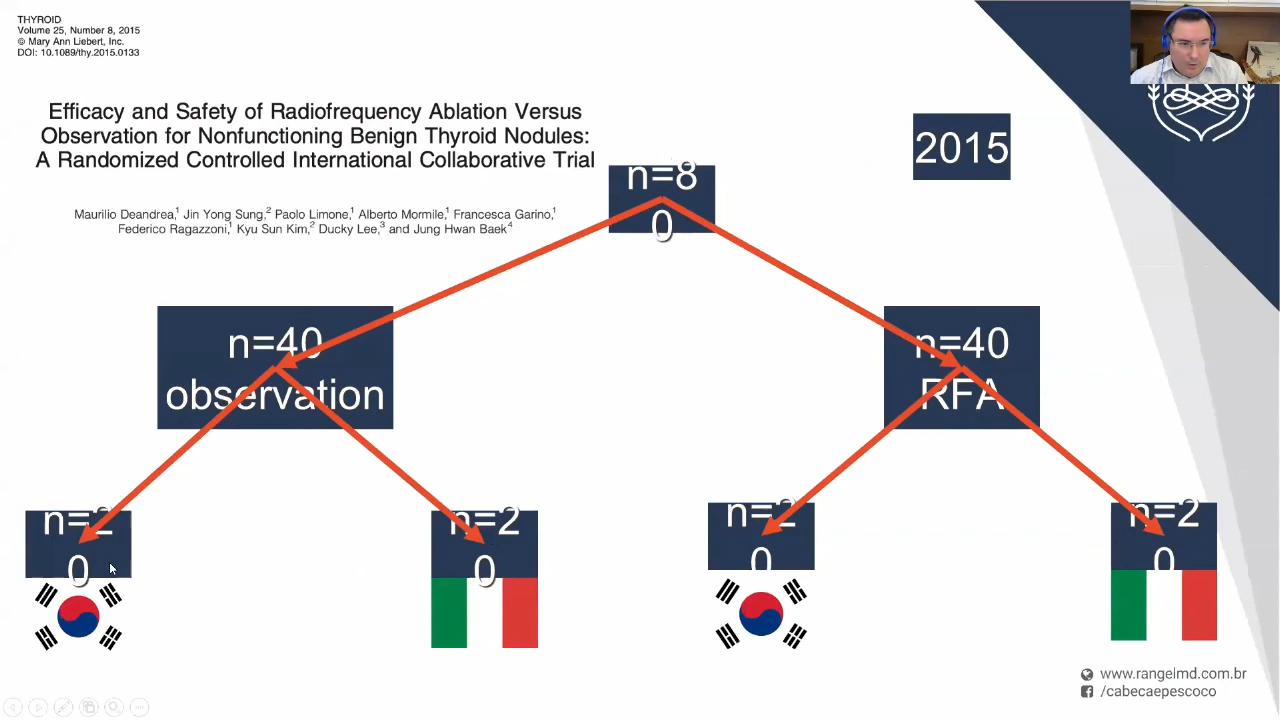 THYROID
Volume 25, Number 8, 2015
© Mary Ann Liebert, Inc.
DOI: 10.1089/thy.2015.0133
Efficacy and Safety of Radiofrequency Ablation Versus
Observation for Nonfunctioning Benign Thyroid Nodules:
A Randomized Controlled International Collaborative Trial
Maurilio Deandrea,1 Jin Yong Sung,2 Paolo Limone,1 Alberto Mormile,1 Francesca Garino,1
Federico Ragazzoni,1 Kyu Sun Kim,2 Ducky Lee,3 and Jung Hwan Baek4
2015
n=8
0
n=40
observation
n=40
RFA
n=2
0
n=2
0
n=2
0
n=2
0
www.rangelmd.com.br
/cabecaepescoco